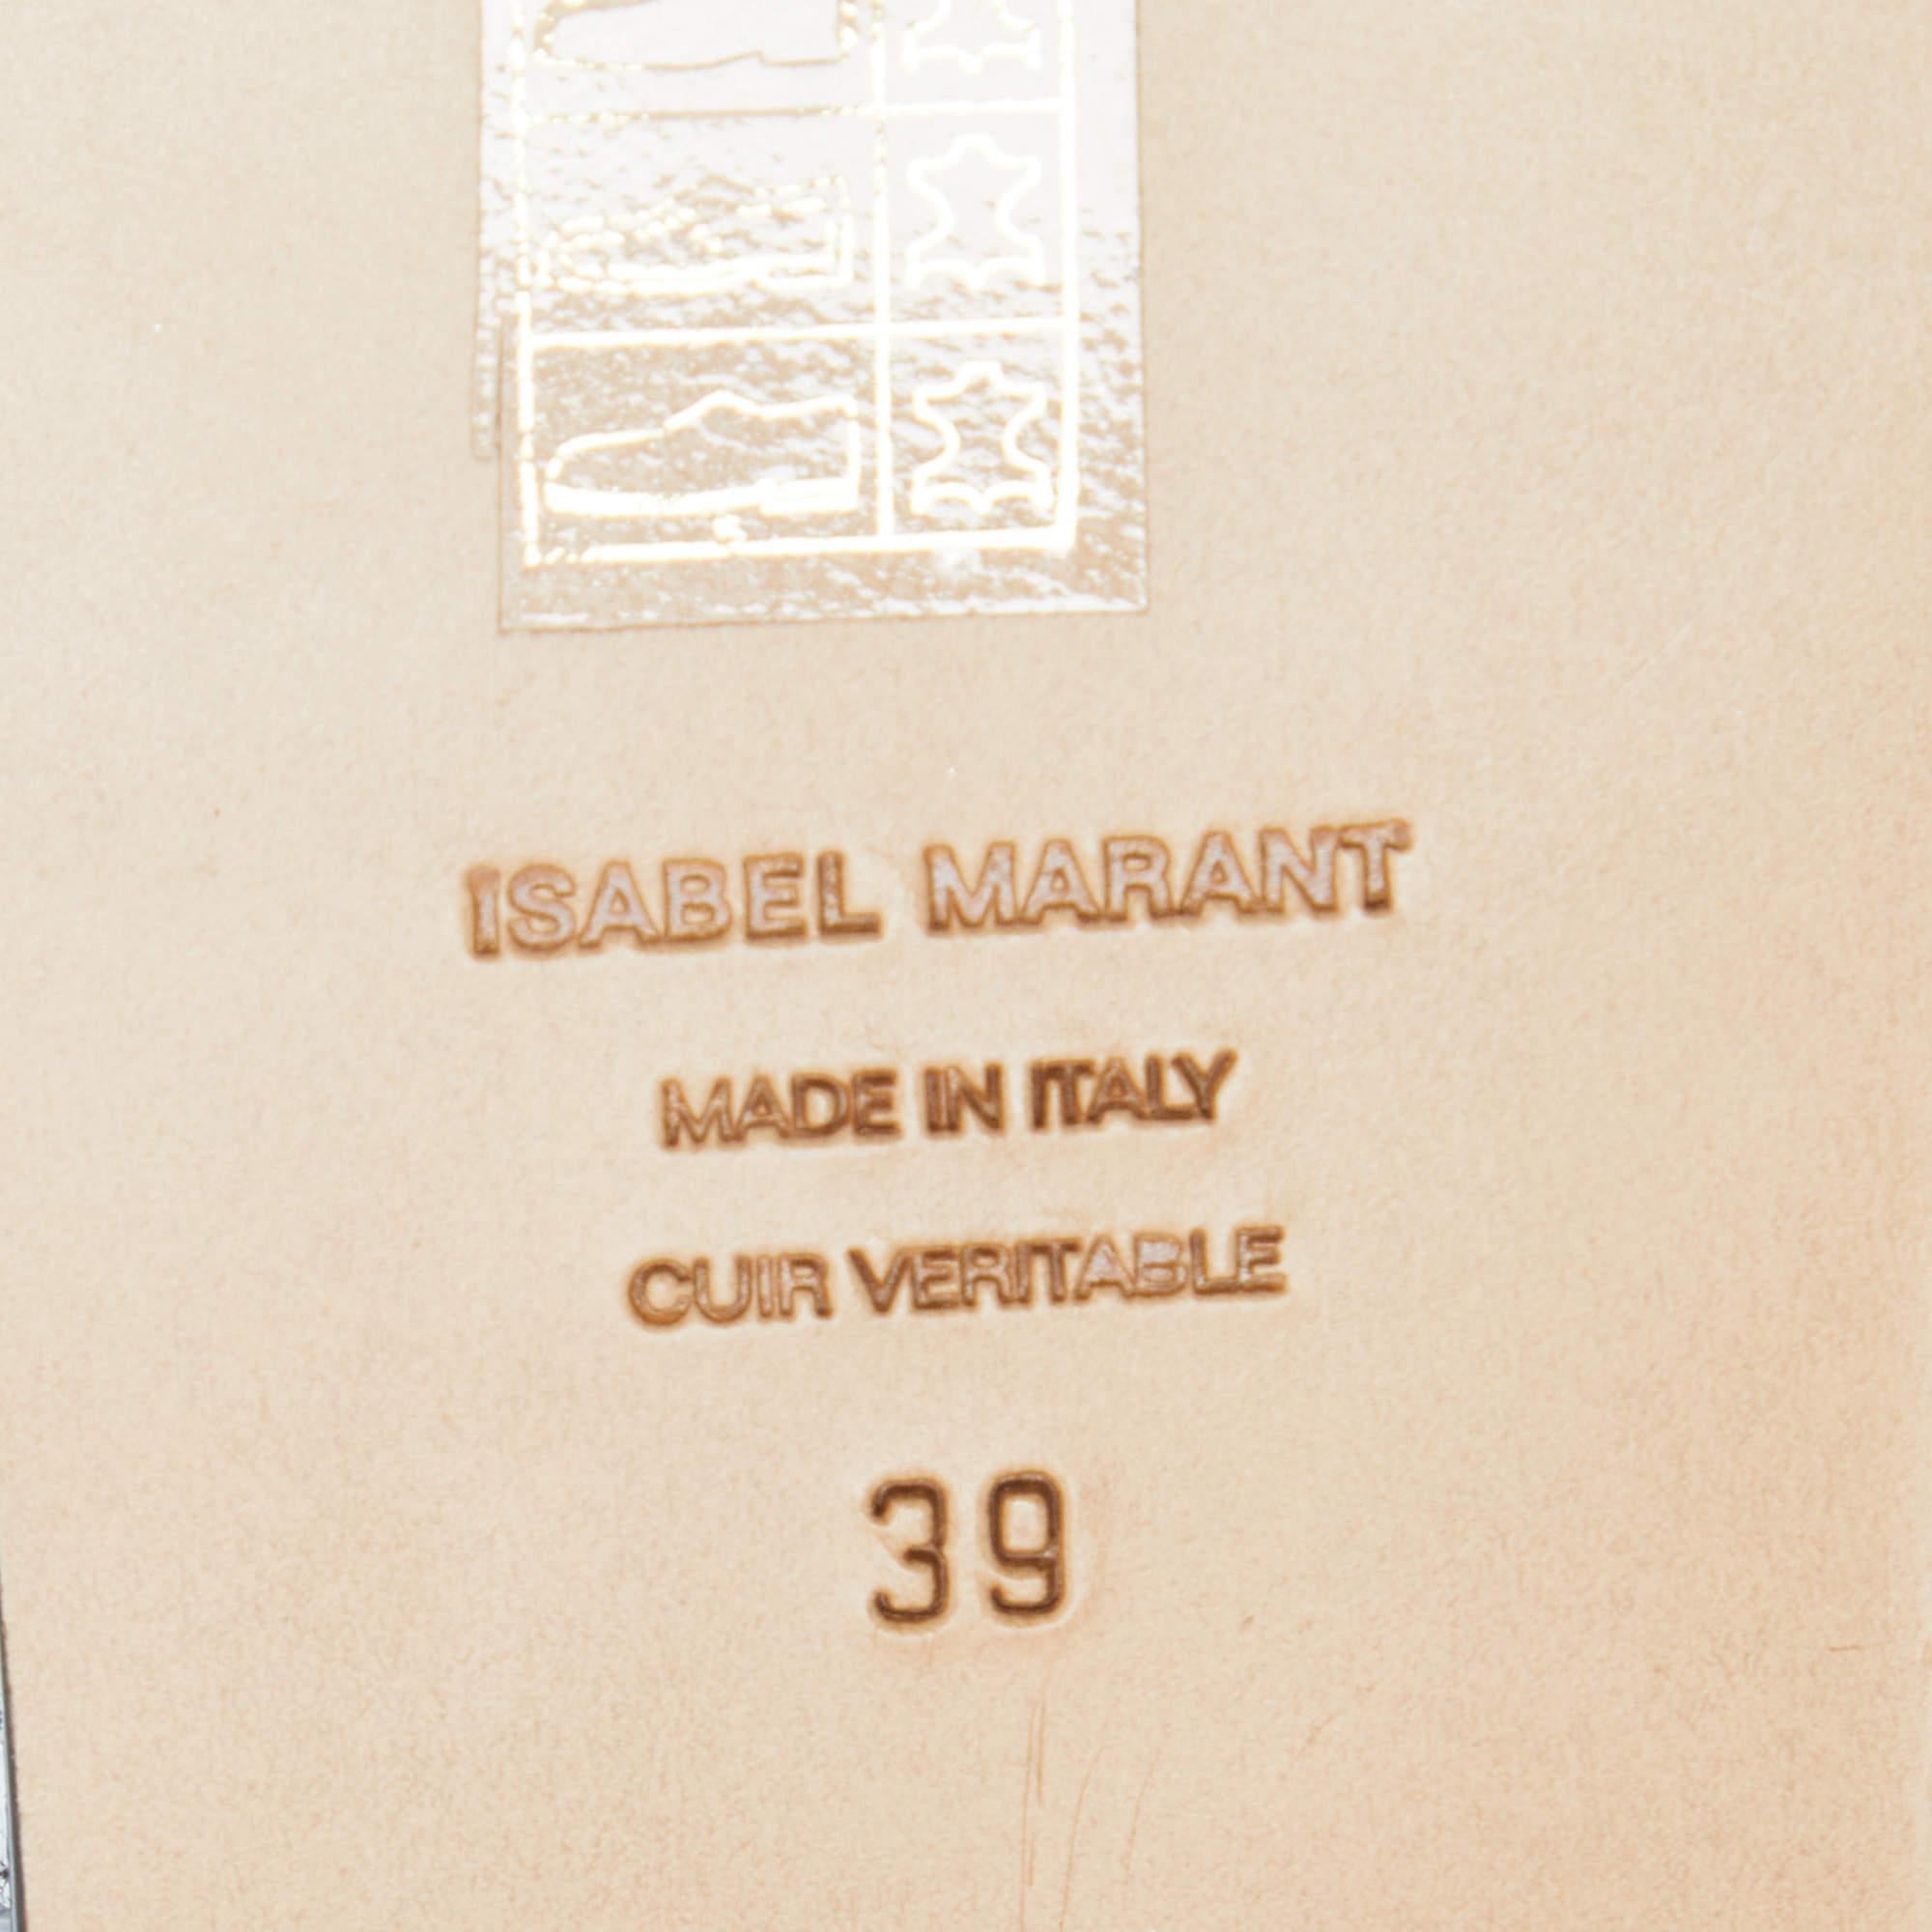 ISABEL MARANT
MADE IN ITALY
CUIR VERITABLE
39